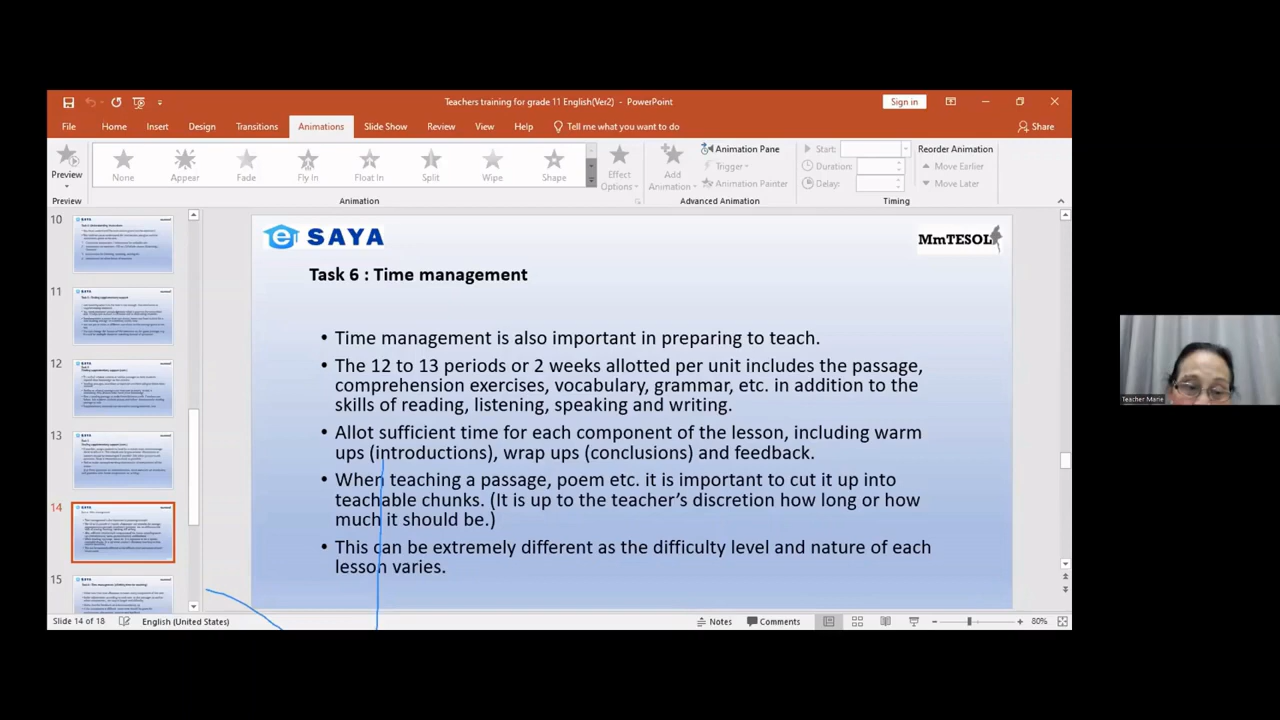 Teachers training for grade 11 English(Ver2) - PowerPoint
Sign in
File Home Insert Design Transitions Animations Slide Show Review View Help Tell me what you want to do
Share
Preview
None Appear Fade Fly In Float In Split Wipe Shape
Effect Options
Add Animation
Animation Pane
Trigger
Animation Painter
Start:
Duration:
Delay:
Reorder Animation
Move Earlier
Move Later
Preview Animation Advanced Animation Timing
10
11
12
13
14
15
e SAYA
MmTESOL
Task 6 : Time management
• Time management is also important in preparing to teach.
• The 12 to 13 periods or 2 weeks allotted per unit includes the passage,
comprehension exercises, vocabulary, grammar, etc. inaddition to the
skills of reading, listening, speaking and writing.
• Allot sufficient time for each component of the lesson, including warm
ups (introductions), wrap ups (conclusions) and feedback.
• When teaching a passage, poem etc. it is important to cut it up into
teachable chunks. (It is up to the teacher’s discretion how long or how
much it should be.)
• This can be extremely different as the difficulty level and nature of each
lesson varies.
Teacher Marie
Slide 14 of 18 English (United States) Notes Comments 80%